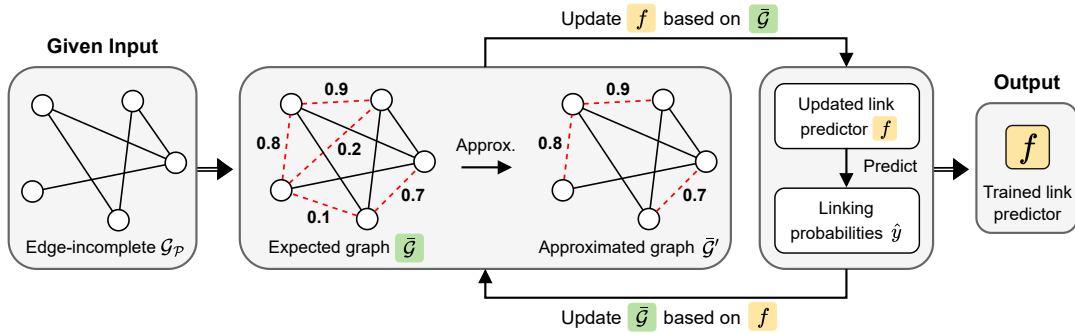 Update f based on 𝒢̄
Given Input
Output
0.9
0.8
0.2
0.7
0.1
Approx.
0.9
0.8
0.7
Updated link
predictor f
Predict
Linking
probabilities ŷ
f
Trained link
predictor
Edge-incomplete 𝒢_𝒫
Expected graph 𝒢̄
Approximated graph 𝒢̄′
Update 𝒢̄ based on f